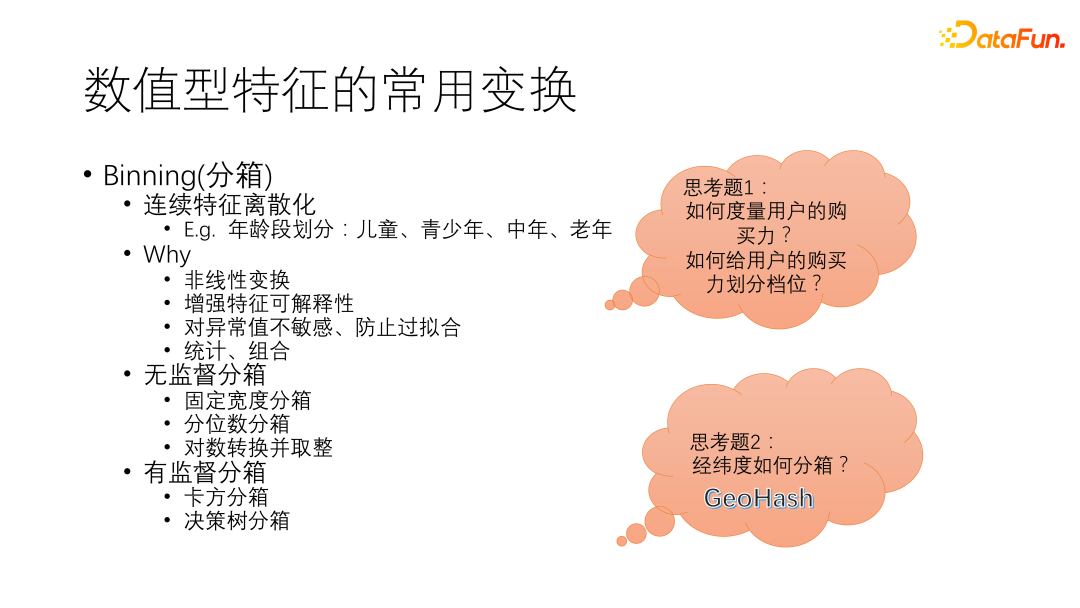 DataFun.
数值型特征的常用变换
• Binning(分箱)
• 连续特征离散化
• E.g. 年龄段划分：儿童、青少年、中年、老年
• Why
• 非线性变换
• 增强特征可解释性
• 对异常值不敏感、防止过拟合
• 统计、组合
• 无监督分箱
• 固定宽度分箱
• 分位数分箱
• 对数转换并取整
• 有监督分箱
• 卡方分箱
• 决策树分箱
思考题1：
如何度量用户的购
买力？
如何给用户的购买
力划分档位？
思考题2：
经纬度如何分箱？
GeoHash